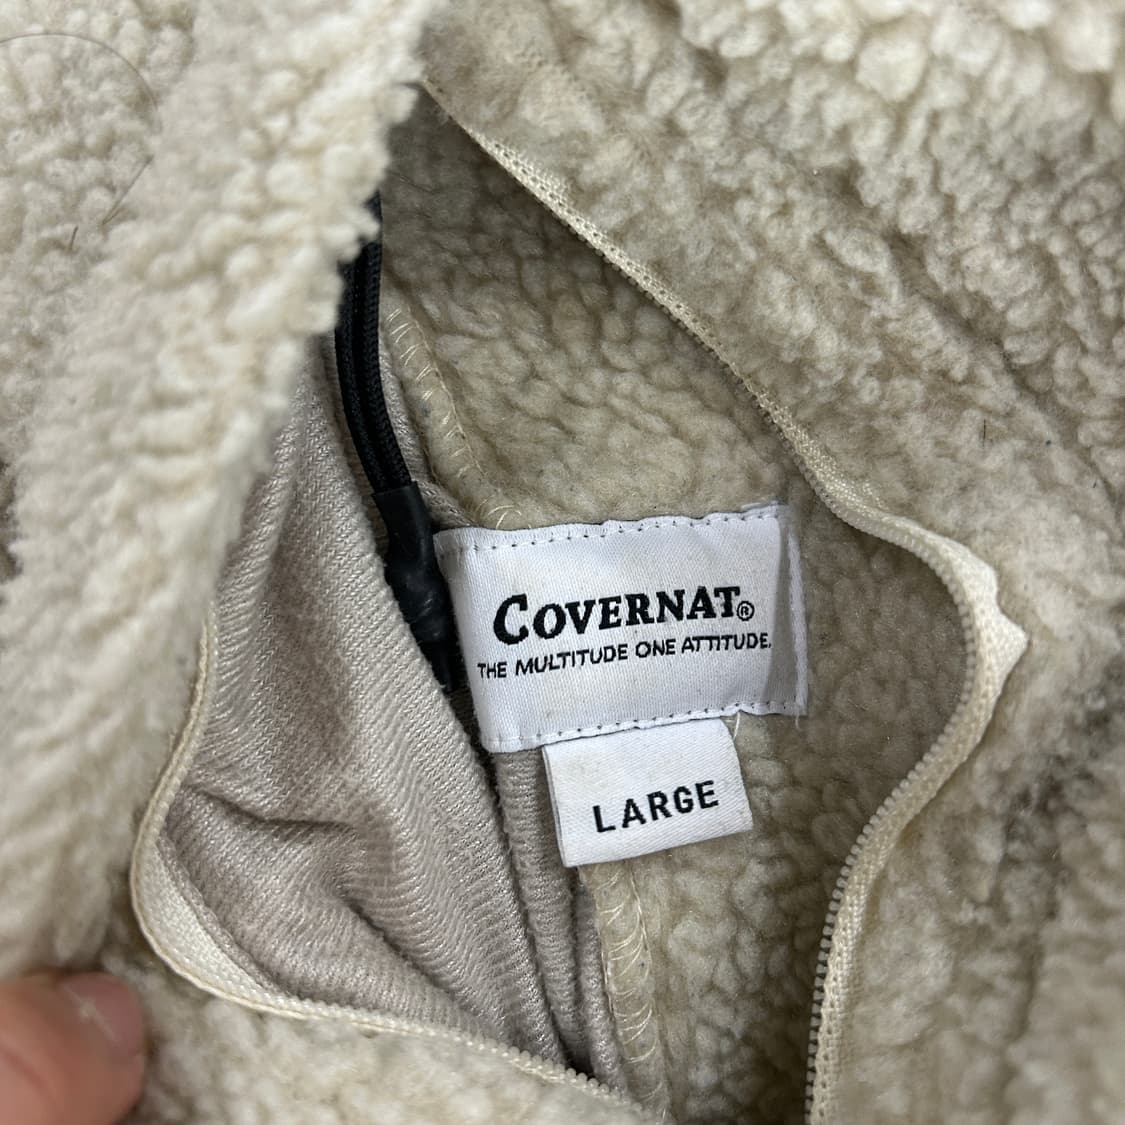 COVERNAT®
THE MULTITUDE ONE ATTITUDE.
LARGE